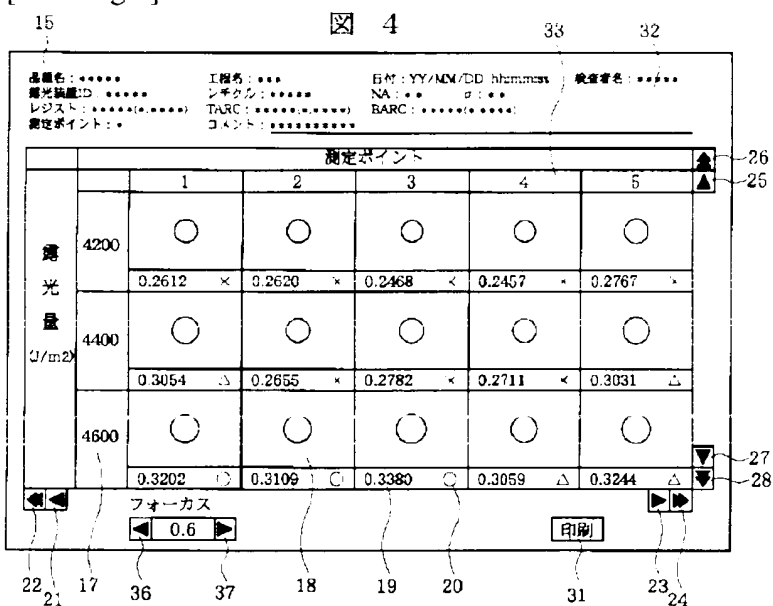 図 4
15 33 32
品種名:***** 工程名:*** 日付:YY/MM/DD hh:mm:ss 検査者名:*****
露光装置ID:***** レチクル:***** NA:** σ:**
レジスト:*****(*.****) TARC:*****(*.****) BARC:*****(*.****)
測定ポイント:* コメント:**********
測定ポイント 26
1 2 3 4 5 25
露光量 (J/m2)
4200
0.2612 × 0.2620 × 0.2468 × 0.2457 × 0.2767 ×
4400
0.3054 △ 0.2655 × 0.2782 × 0.2711 × 0.3031 △
4600
27
0.3202 ○ 0.3109 ○ 0.3380 ○ 0.3059 △ 0.3244 △ 28
フォーカス
0.6 印刷
22 21 17 36 37 18 19 20 31 23 24